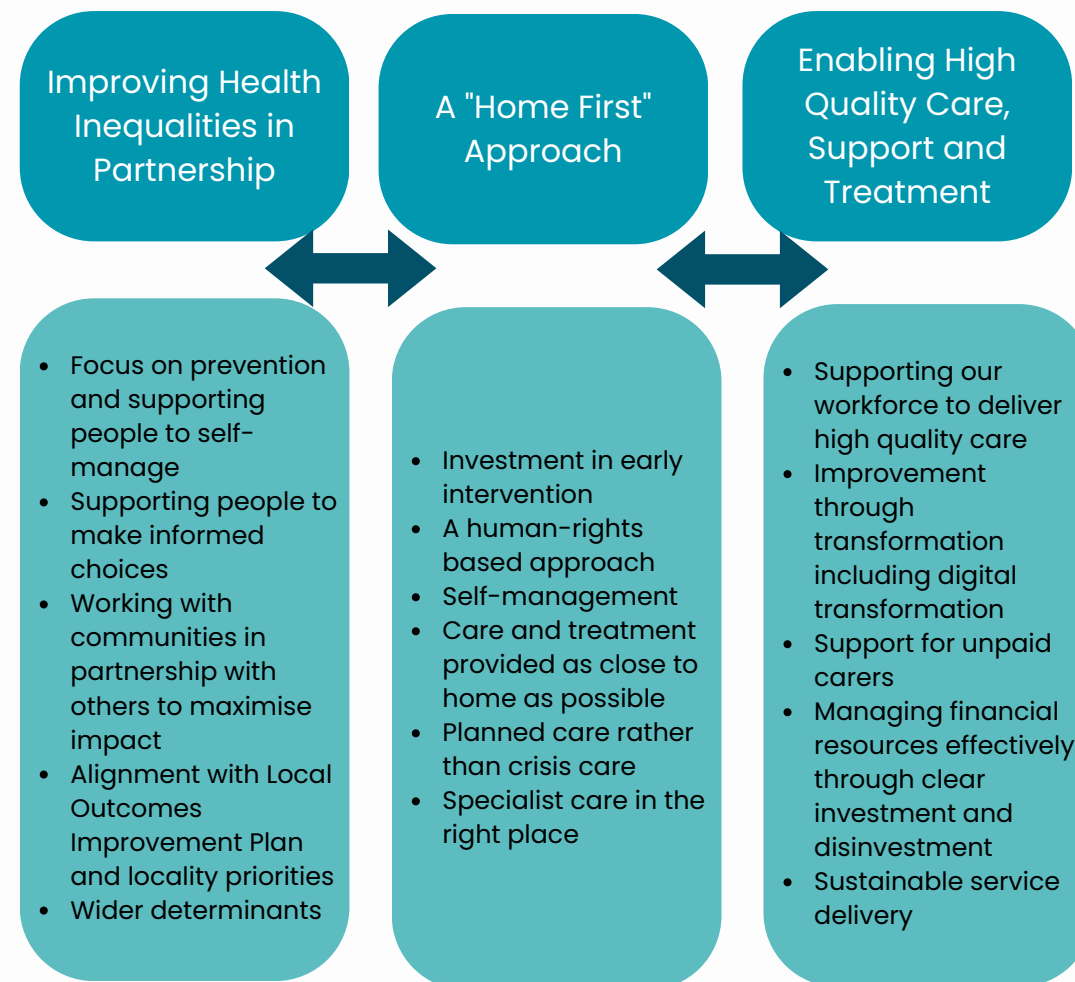 Improving Health
Inequalities in
Partnership
A "Home First"
Approach
Enabling High
Quality Care,
Support and
Treatment
• Focus on prevention
and supporting
people to self-
manage
• Supporting people to
make informed
choices
• Working with
communities in
partnership with
others to maximise
impact
• Alignment with Local
Outcomes
Improvement Plan
and locality priorities
• Wider determinants
• Investment in early
intervention
• A human-rights
based approach
• Self-management
• Care and treatment
provided as close to
home as possible
• Planned care rather
than crisis care
• Specialist care in the
right place
• Supporting our
workforce to deliver
high quality care
• Improvement
through
transformation
including digital
transformation
• Support for unpaid
carers
• Managing financial
resources effectively
through clear
investment and
disinvestment
• Sustainable service
delivery